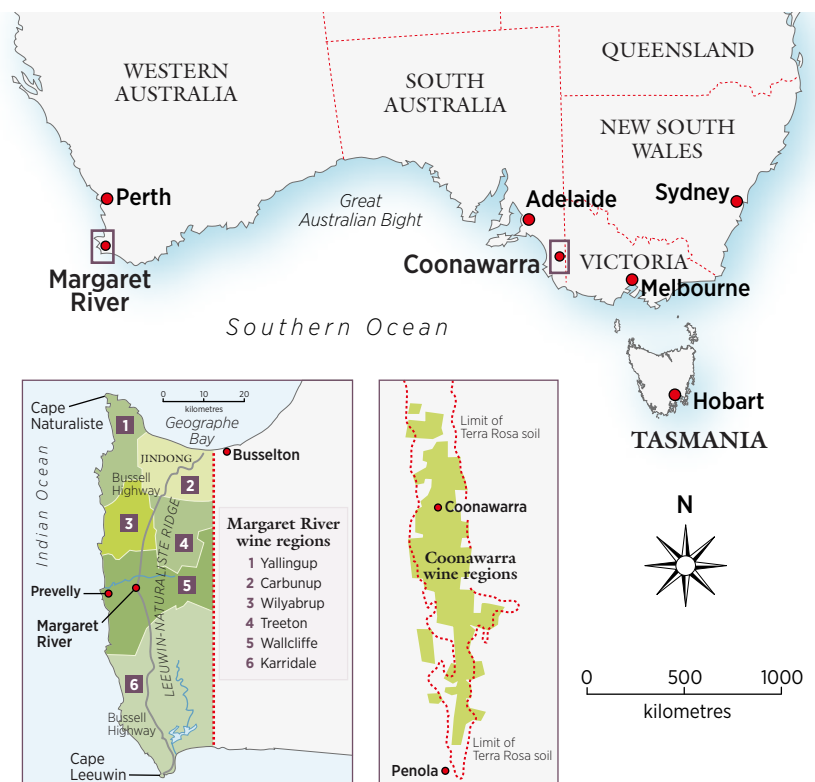 QUEENSLAND
WESTERN
AUSTRALIA
SOUTH
AUSTRALIA
NEW SOUTH
WALES
Perth
Great
Australian Bight
Adelaide
Sydney
Margaret
River
Coonawarra
VICTORIA
Melbourne
Southern Ocean
Hobart
TASMANIA
N
0 500 1000
kilometres
Cape
Naturaliste
0 10 20
kilometres
Geographe
Bay
1
JINDONG
Busselton
Indian Ocean
Bussell
Highway
2
3
4
LEEUWIN-NATURALISTE RIDGE
5
Prevelly
Margaret
River
6
Bussell
Highway
Cape
Leeuwin
Margaret River
wine regions
1 Yallingup
2 Carbunup
3 Wilyabrup
4 Treeton
5 Wallcliffe
6 Karridale
Limit of
Terra Rosa soil
Coonawarra
Coonawarra
wine regions
Limit of
Terra Rosa soil
Penola